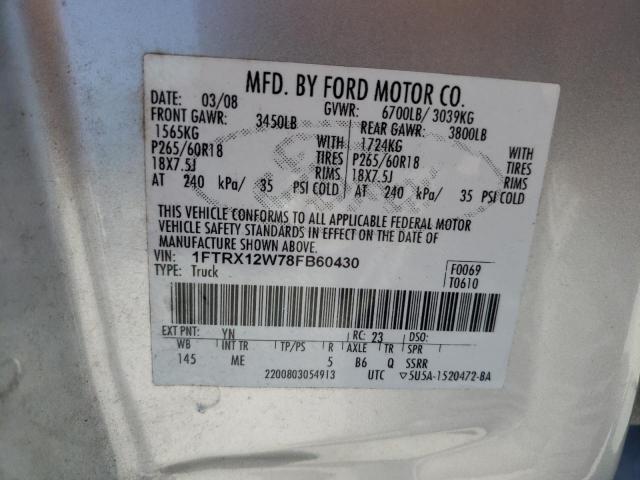 MFD. BY FORD MOTOR CO.
DATE: 03/08 GVWR: 6700LB/ 3039KG
FRONT GAWR: 3450LB REAR GAWR: 3800LB
1565KG WITH 1724KG WITH
P265/60R18 TIRES P265/60R18 TIRES
18X7.5J RIMS 18X7.5J RIMS
AT 240 kPa/ 35 PSI COLD AT 240 kPa/ 35 PSI COLD
THIS VEHICLE CONFORMS TO ALL APPLICABLE FEDERAL MOTOR
VEHICLE SAFETY STANDARDS IN EFFECT ON THE DATE OF
MANUFACTURE SHOWN ABOVE.
VIN: 1FTRX12W78FB60430 F0069
TYPE: Truck T0610
EXT PNT: YN RC: 23 DSO:
WB INT TR TP/PS R AXLE TR SPR
145 ME 5 B6 Q SSRR
2200803054913 UTC 5U5A-1520472-BA